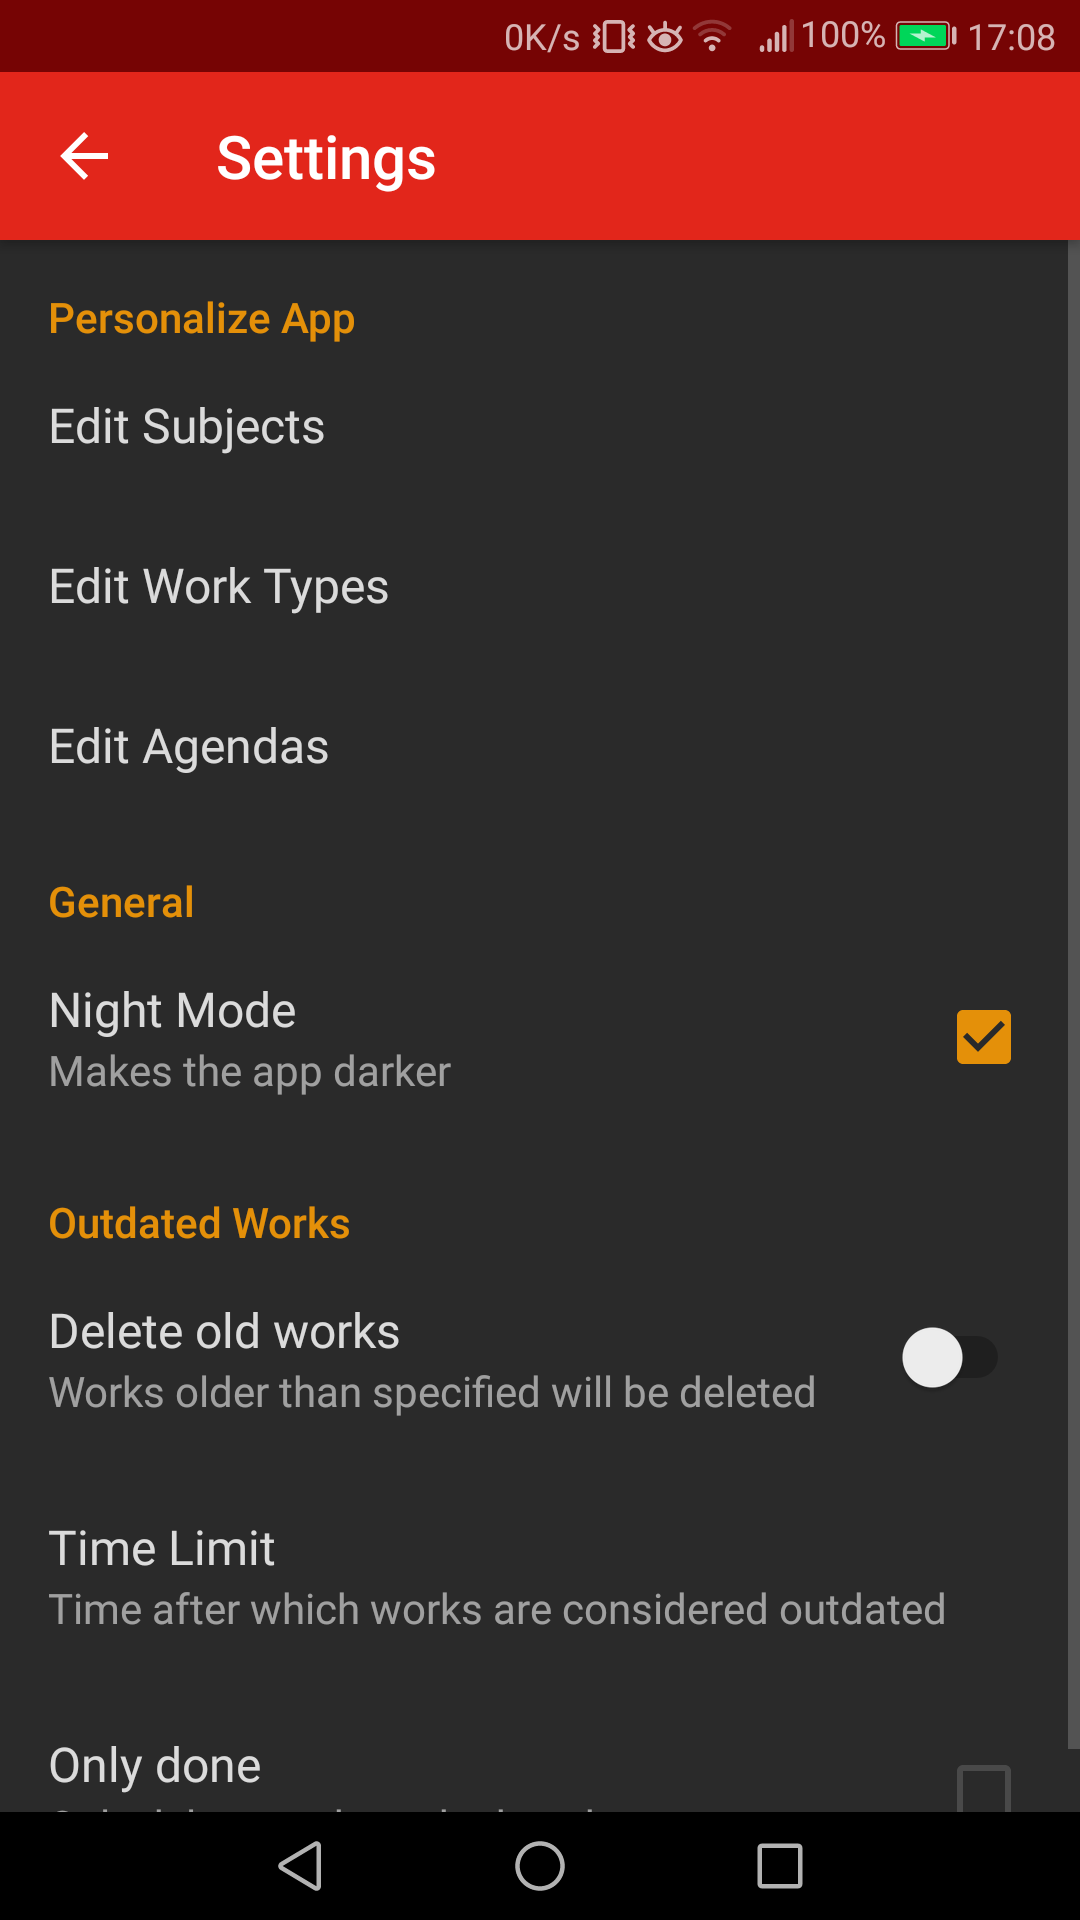 0K/s 100% 17:08
Settings
Personalize App
Edit Subjects
Edit Work Types
Edit Agendas
General
Night Mode
Makes the app darker
Outdated Works
Delete old works
Works older than specified will be deleted
Time Limit
Time after which works are considered outdated
Only done